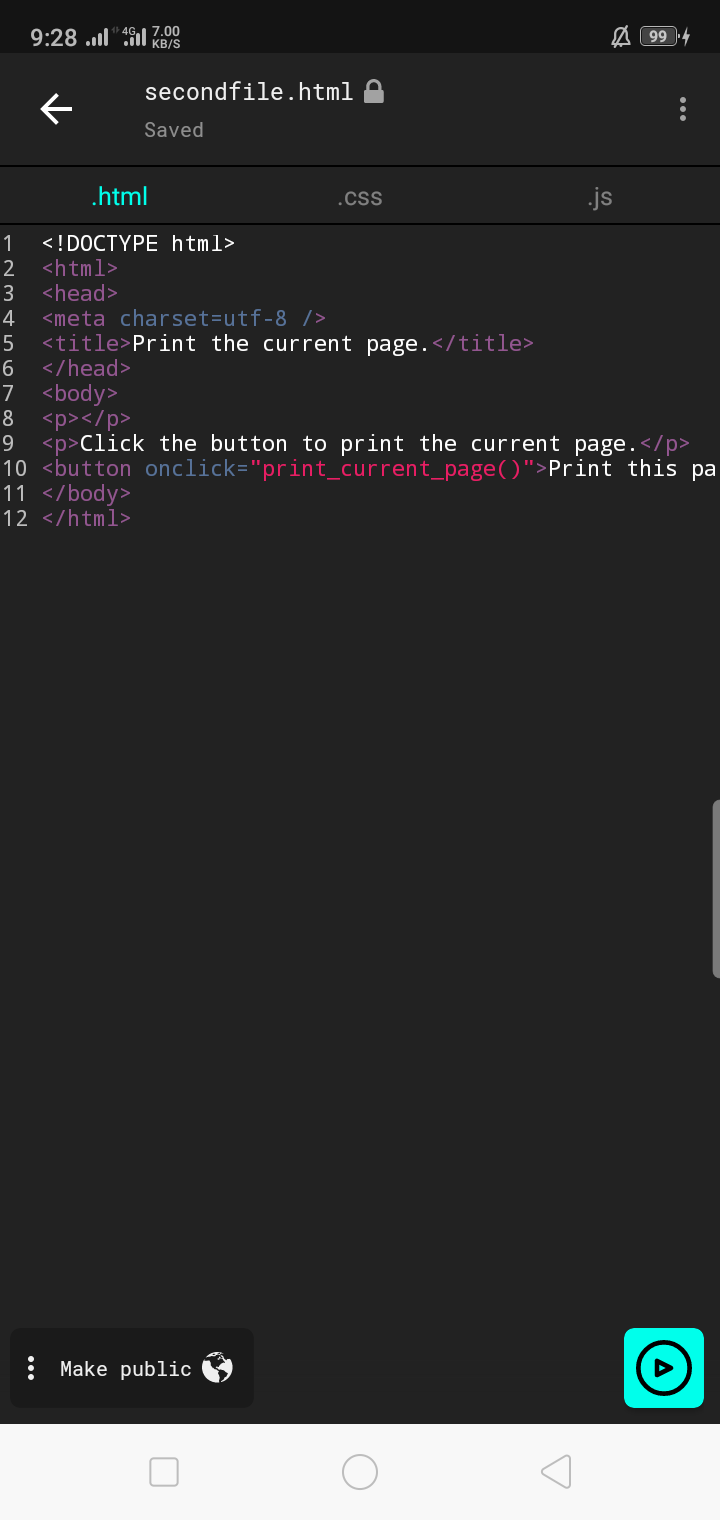 9:28 4G 7.00 KB/S 99
secondfile.html
Saved
.html .css .js
1 <!DOCTYPE html>
2 <html>
3 <head>
4 <meta charset=utf-8 />
5 <title>Print the current page.</title>
6 </head>
7 <body>
8 <p></p>
9 <p>Click the button to print the current page.</p>
10 <button onclick="print_current_page()">Print this pa
11 </body>
12 </html>
Make public